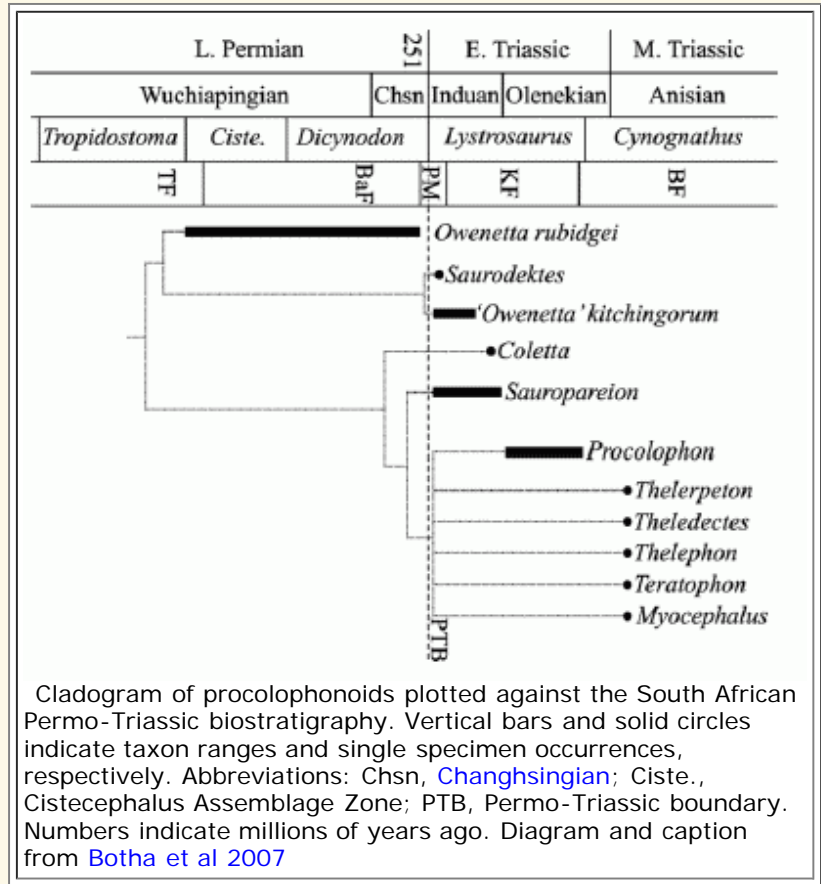 L. Permian 251 E. Triassic M. Triassic
Wuchiapingian Chsn Induan Olenekian Anisian
Tropidostoma Ciste. Dicynodon Lystrosaurus Cynognathus
TF BaF PM KF BF
Owenetta rubidgei
Saurodektes
'Owenetta' kitchingorum
Coletta
Sauropareion
Procolophon
Thelerpeton
Theledectes
Thelephon
Teratophon
Myocephalus
PTB
Cladogram of procolophonoids plotted against the South African
Permo-Triassic biostratigraphy. Vertical bars and solid circles
indicate taxon ranges and single specimen occurrences,
respectively. Abbreviations: Chsn, Changhsingian; Ciste.,
Cistecephalus Assemblage Zone; PTB, Permo-Triassic boundary.
Numbers indicate millions of years ago. Diagram and caption
from Botha et al 2007